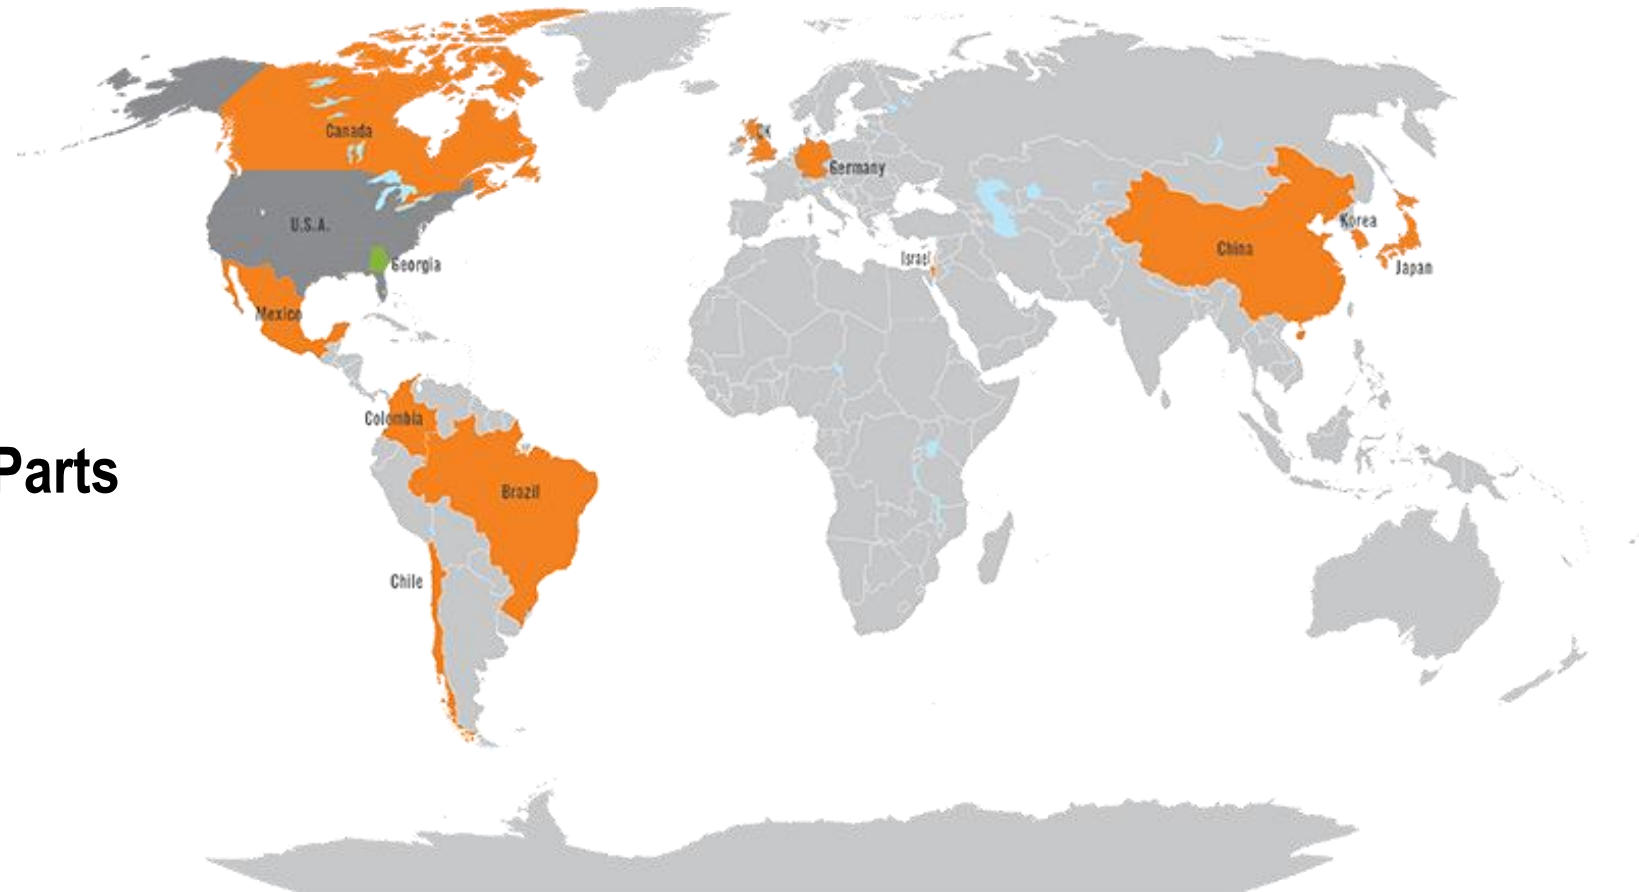 Canada
UK
Germany
U.S.A.
Korea
China
Israel
Georgia
Japan
Mexico
Colombia
Parts
Brazil
Chile